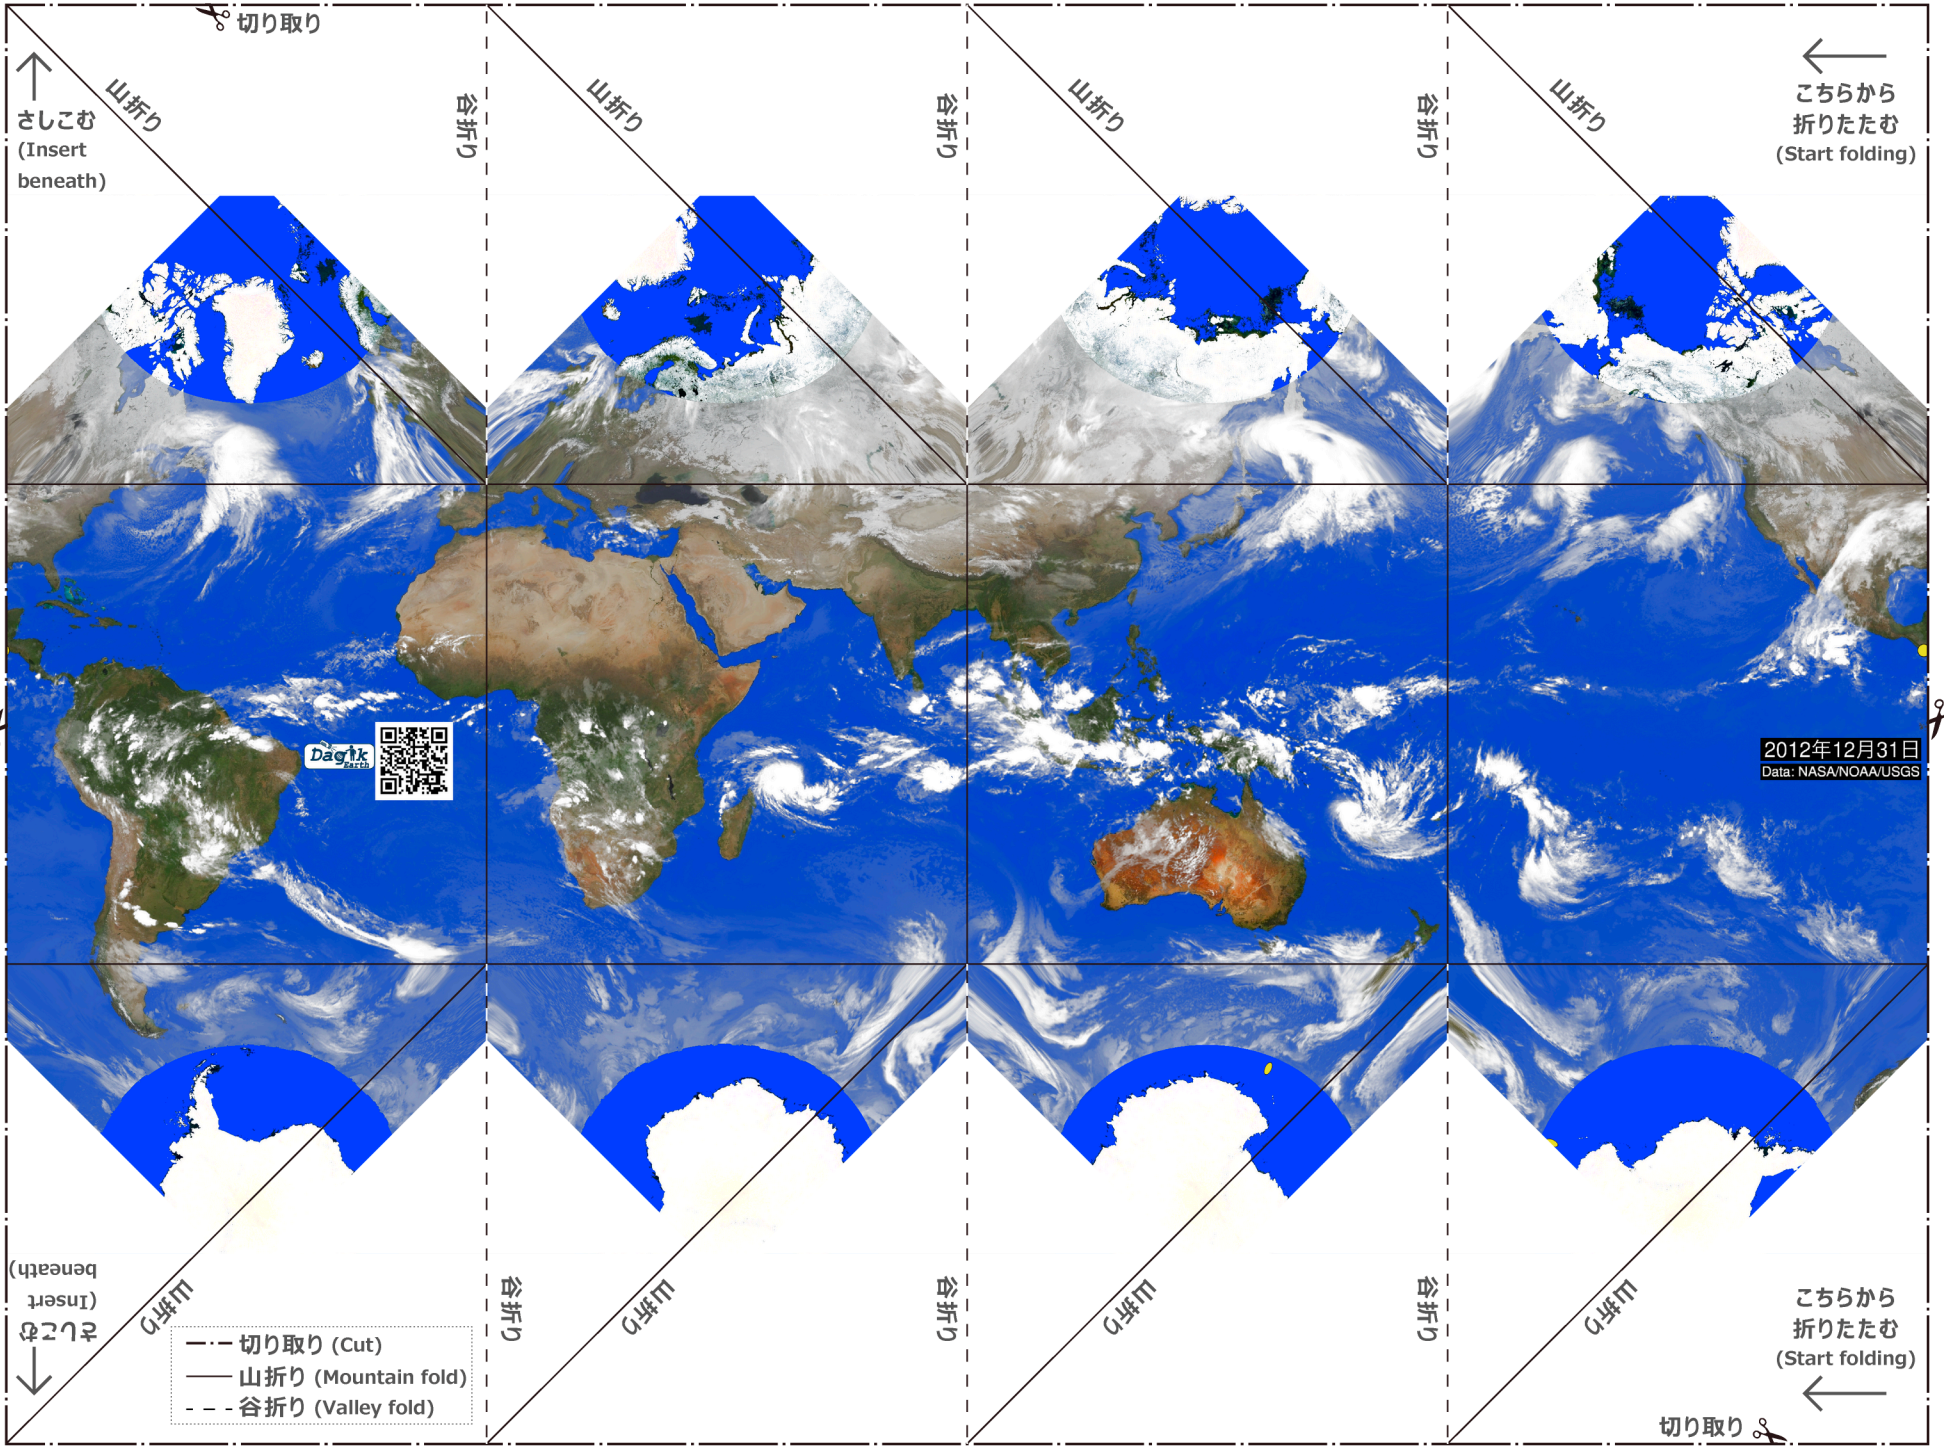 切り取り
さしこむ
(Insert
beneath)
山折り
谷折り
山折り
谷折り
山折り
谷折り
山折り
こちらから
折りたたむ
(Start folding)
Dagik
Earth
2012年12月31日
Data: NASA/NOAA/USGS
さしこむ
(Insert
beneath)
山折り
谷折り
山折り
谷折り
山折り
谷折り
山折り
こちらから
折りたたむ
(Start folding)
切り取り (Cut)
山折り (Mountain fold)
谷折り (Valley fold)
切り取り